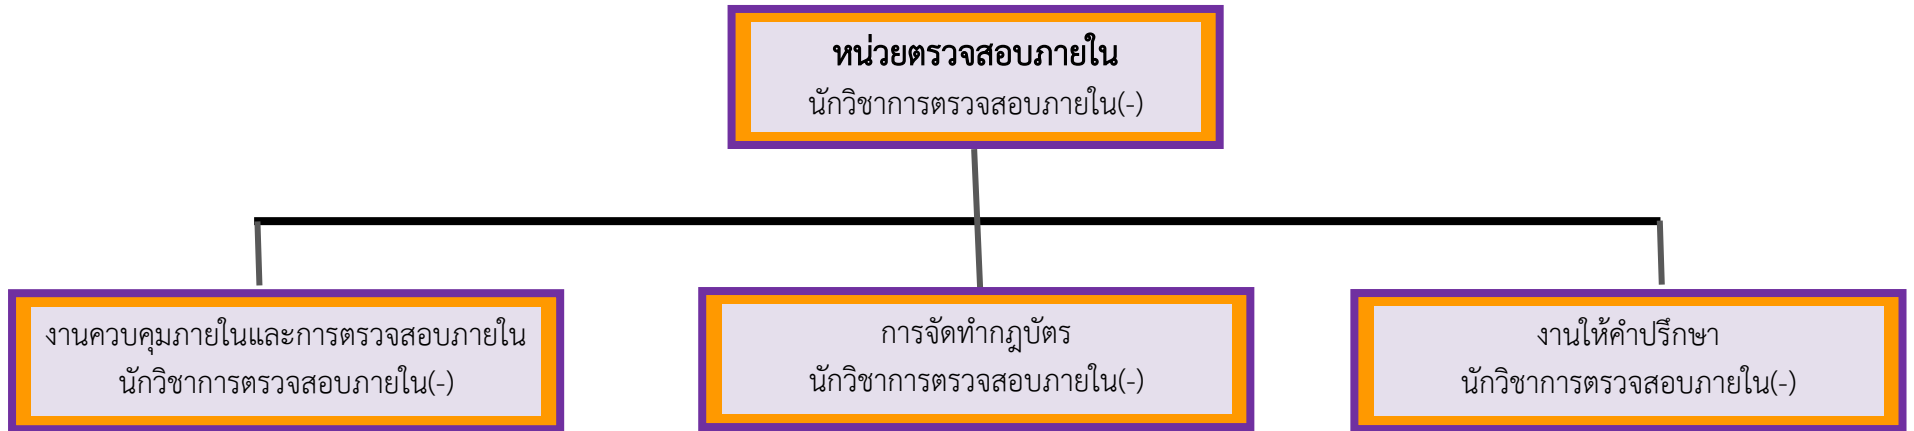 หน่วยตรวจสอบภายใน
นักวิชาการตรวจสอบภายใน(-)
งานควบคุมภายในและการตรวจสอบภายใน
นักวิชาการตรวจสอบภายใน(-)
การจัดทำกฎบัตร
นักวิชาการตรวจสอบภายใน(-)
งานให้คำปรึกษา
นักวิชาการตรวจสอบภายใน(-)